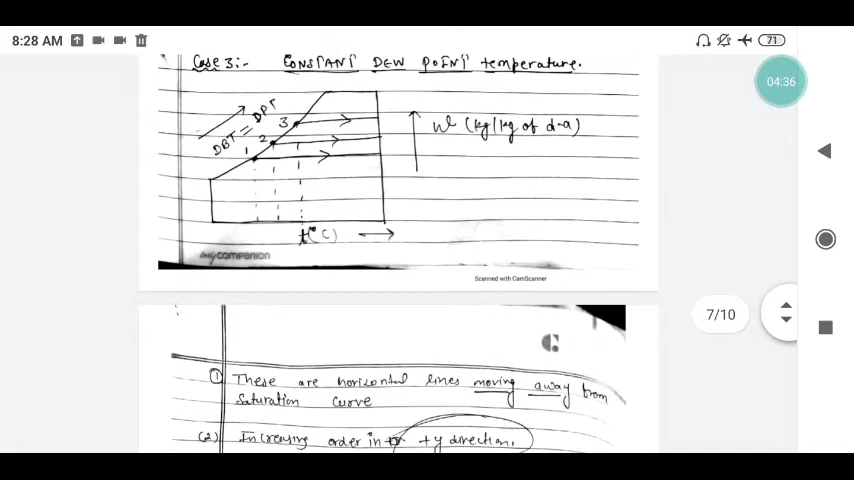 8:28 AM
71
04:36
Case 3:- CONSTANT DEW POINT temperature.
DBT = DPT
1 2 3
W (kg/kg of d-a)
t(°C)
lovely COMPANION
Scanned with CamScanner
7/10
(1) These are horizontal lines moving away from
Saturation curve
(2) Increasing order in +y direction.